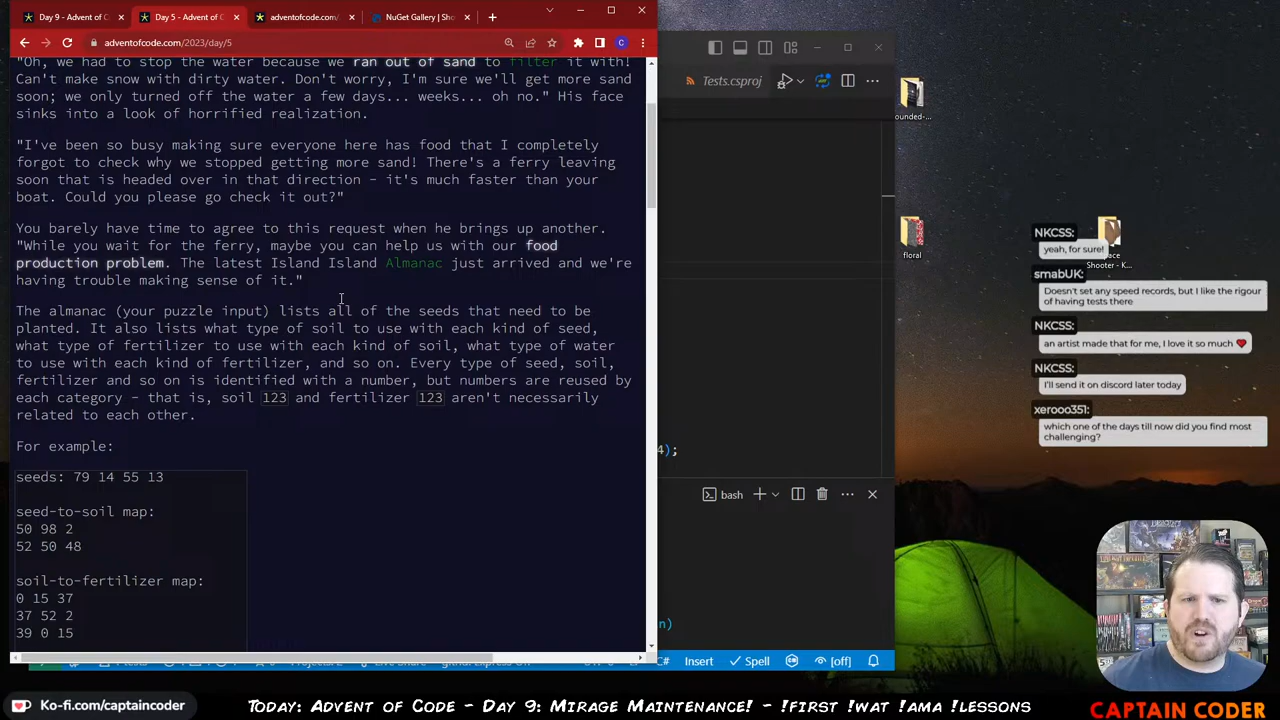 Day 9 - Advent of C
Day 5 - Advent of C
adventofcode.com/2023/d
NuGet Gallery | Sho
adventofcode.com/2023/day/5
"Oh, we had to stop the water because we ran out of sand to filter it with!
Can't make snow with dirty water. Don't worry, I'm sure we'll get more sand
soon; we only turned off the water a few days... weeks... oh no." His face
sinks into a look of horrified realization.
"I've been so busy making sure everyone here has food that I completely
forgot to check why we stopped getting more sand! There's a ferry leaving
soon that is headed over in that direction - it's much faster than your
boat. Could you please go check it out?"
You barely have time to agree to this request when he brings up another.
"While you wait for the ferry, maybe you can help us with our food
production problem. The latest Island Island Almanac just arrived and we're
having trouble making sense of it."
The almanac (your puzzle input) lists all of the seeds that need to be
planted. It also lists what type of soil to use with each kind of seed,
what type of fertilizer to use with each kind of soil, what type of water
to use with each kind of fertilizer, and so on. Every type of seed, soil,
fertilizer and so on is identified with a number, but numbers are reused by
each category - that is, soil 123 and fertilizer 123 aren't necessarily
related to each other.
For example:
seeds: 79 14 55 13
seed-to-soil map:
50 98 2
52 50 48
soil-to-fertilizer map:
0 15 37
37 52 2
39 0 15
Tests.csproj
4);
bash
n)
C#
Insert
Spell
[off]
ounded-...
floral
ace
Shooter - K...
NKCSS:
yeah, for sure!
smabUK:
Doesn't set any speed records, but I like the rigour
of having tests there
NKCSS:
an artist made that for me, I love it so much ❤
NKCSS:
I'll send it on discord later today
xerooo351:
which one of the days till now did you find most
challenging?
Ko-fi.com/captaincoder
Today: Advent of Code - Day 9: Mirage Maintenance! - !first !wat !ama !lessons
CAPTAIN CODER